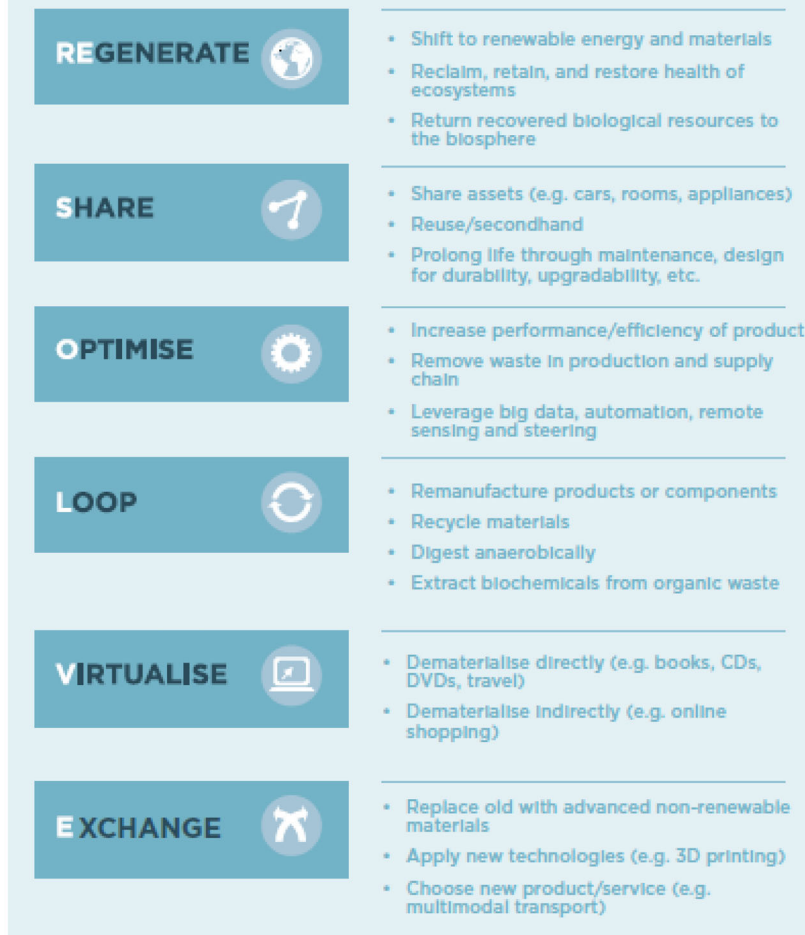 REGENERATE
• Shift to renewable energy and materials
• Reclaim, retain, and restore health of
ecosystems
• Return recovered biological resources to
the biosphere
SHARE
• Share assets (e.g. cars, rooms, appliances)
• Reuse/secondhand
• Prolong life through maintenance, design
for durability, upgradability, etc.
OPTIMISE
• Increase performance/efficiency of product
• Remove waste in production and supply
chain
• Leverage big data, automation, remote
sensing and steering
LOOP
• Remanufacture products or components
• Recycle materials
• Digest anaerobically
• Extract biochemicals from organic waste
VIRTUALISE
• Dematerialise directly (e.g. books, CDs,
DVDs, travel)
• Dematerialise indirectly (e.g. online
shopping)
EXCHANGE
• Replace old with advanced non-renewable
materials
• Apply new technologies (e.g. 3D printing)
• Choose new product/service (e.g.
multimodal transport)